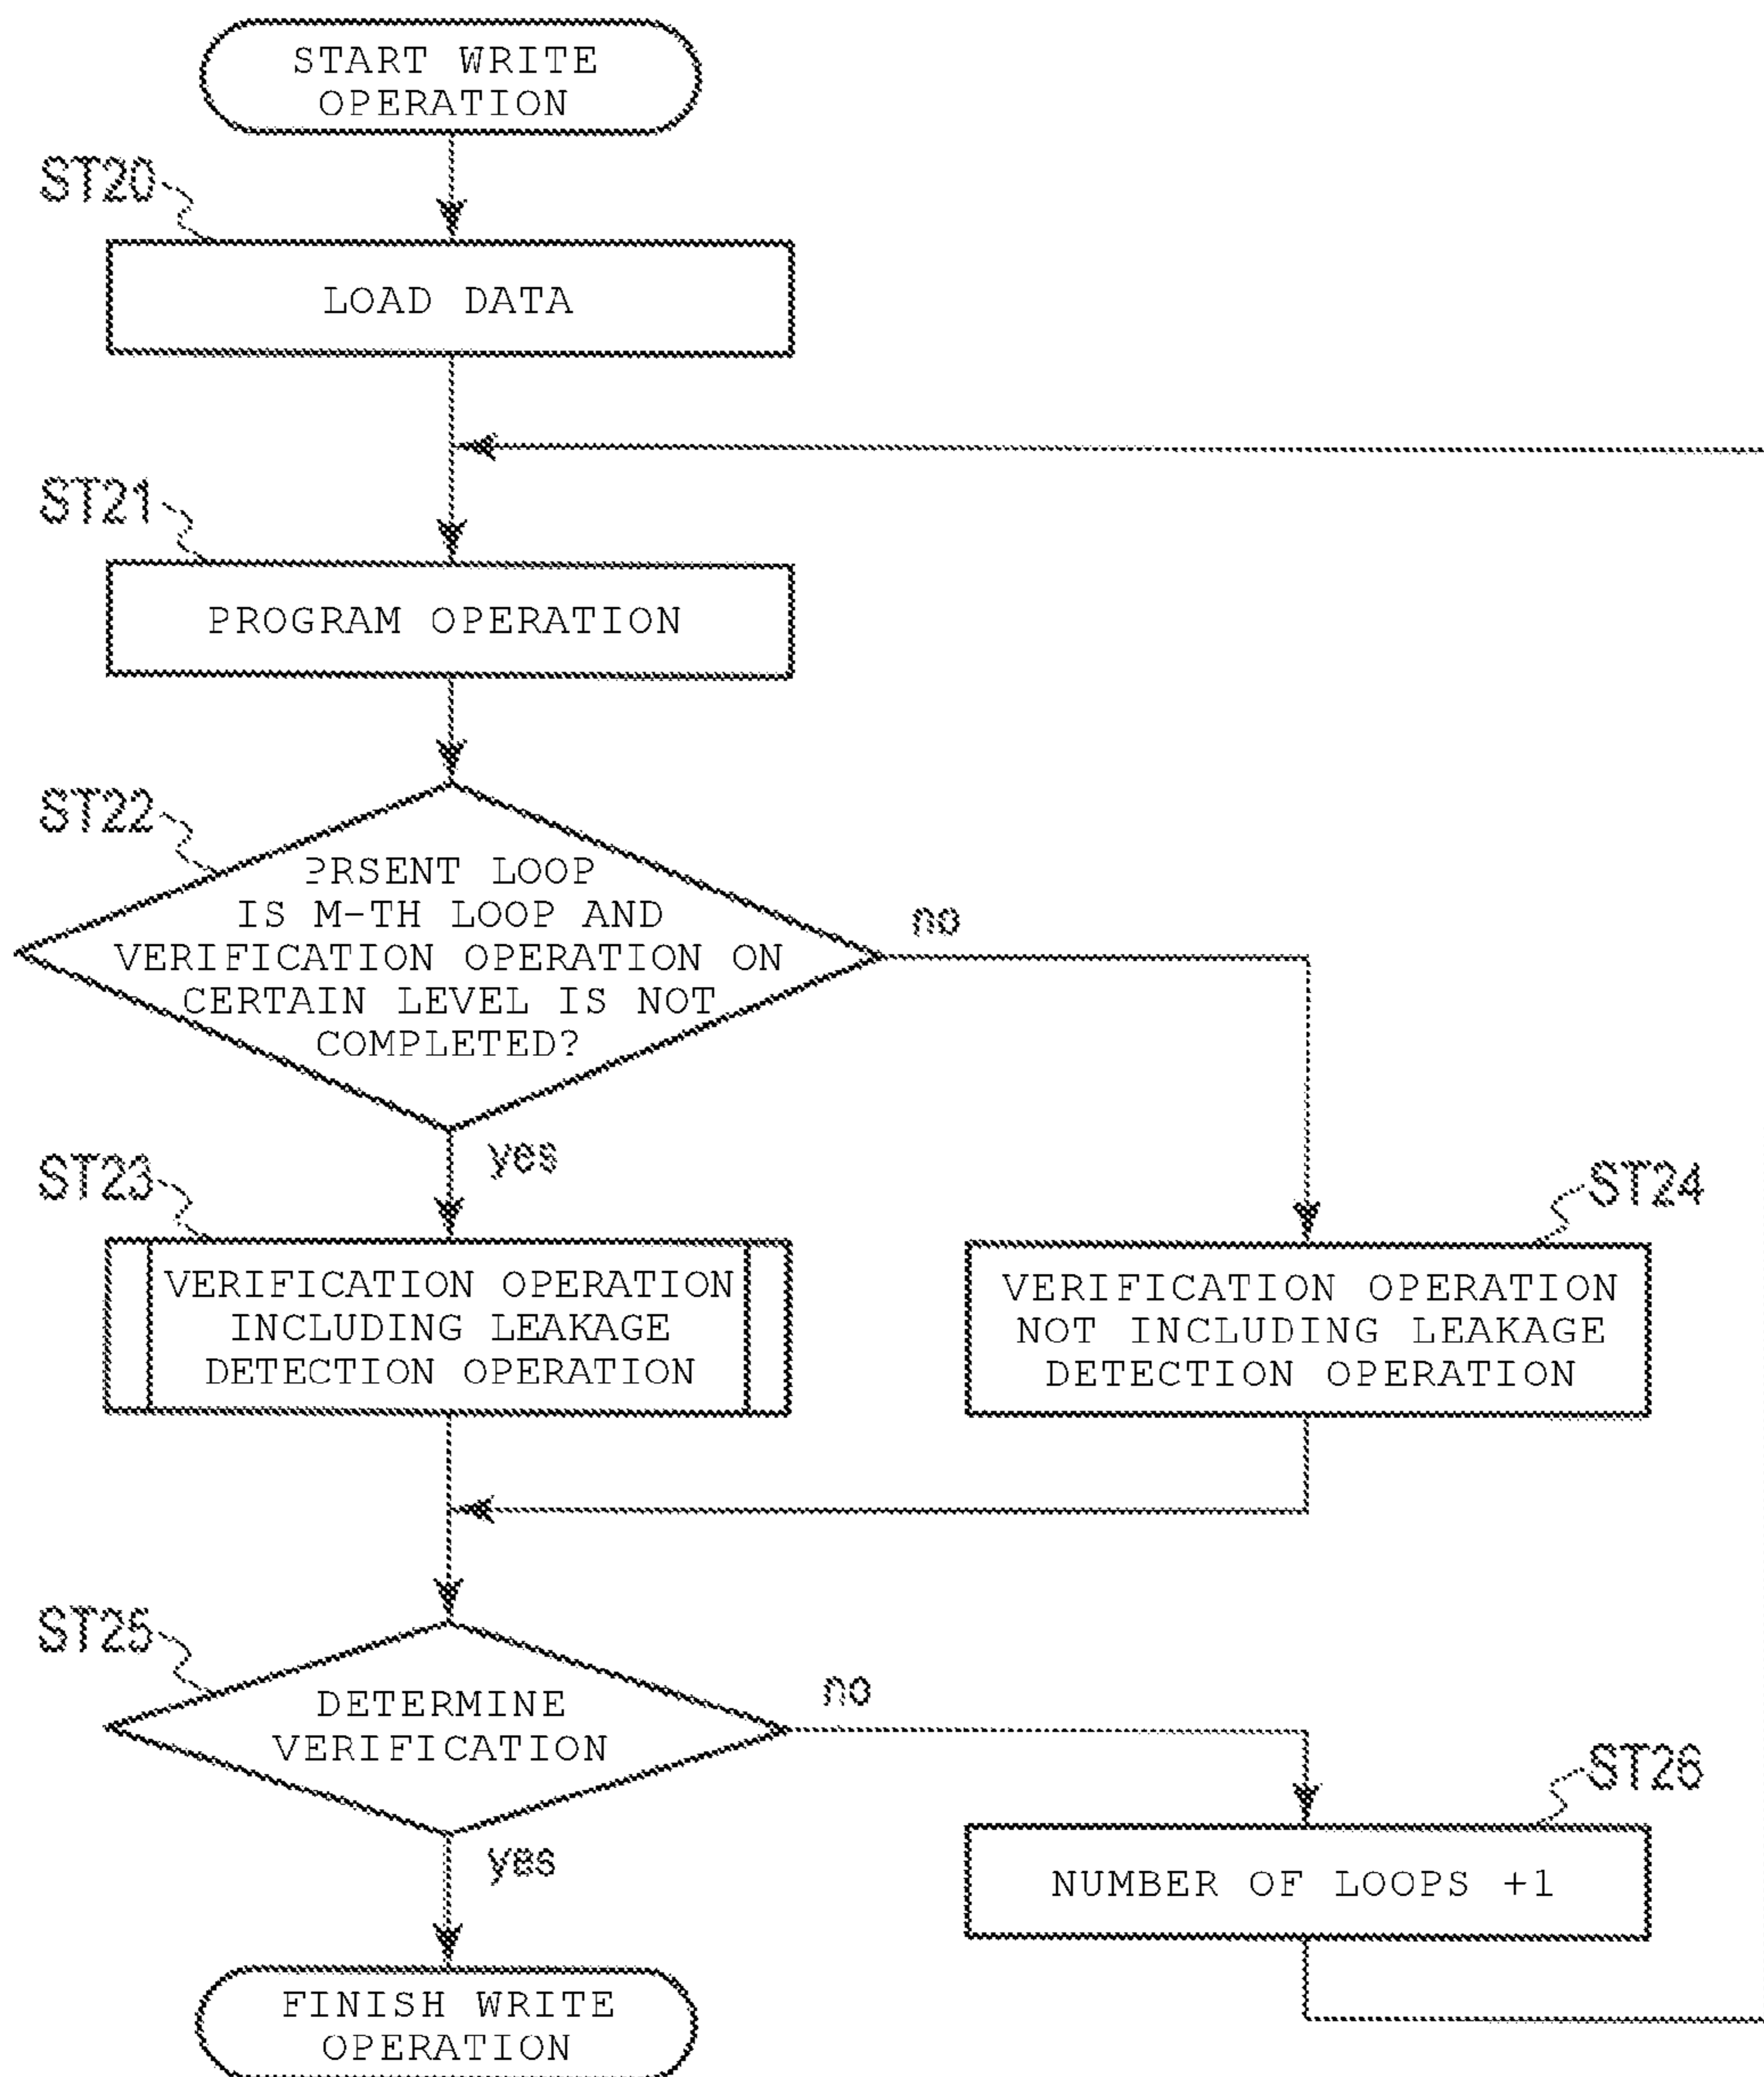 START WRITE
OPERATION
ST20
LOAD DATA
ST21
PROGRAM OPERATION
ST22
PRSENT LOOP
IS M-TH LOOP AND
VERIFICATION OPERATION ON
CERTAIN LEVEL IS NOT
COMPLETED?
no
yes
ST23
VERIFICATION OPERATION
INCLUDING LEAKAGE
DETECTION OPERATION
ST24
VERIFICATION OPERATION
NOT INCLUDING LEAKAGE
DETECTION OPERATION
ST25
DETERMINE
VERIFICATION
no
yes
ST26
NUMBER OF LOOPS +1
FINISH WRITE
OPERATION